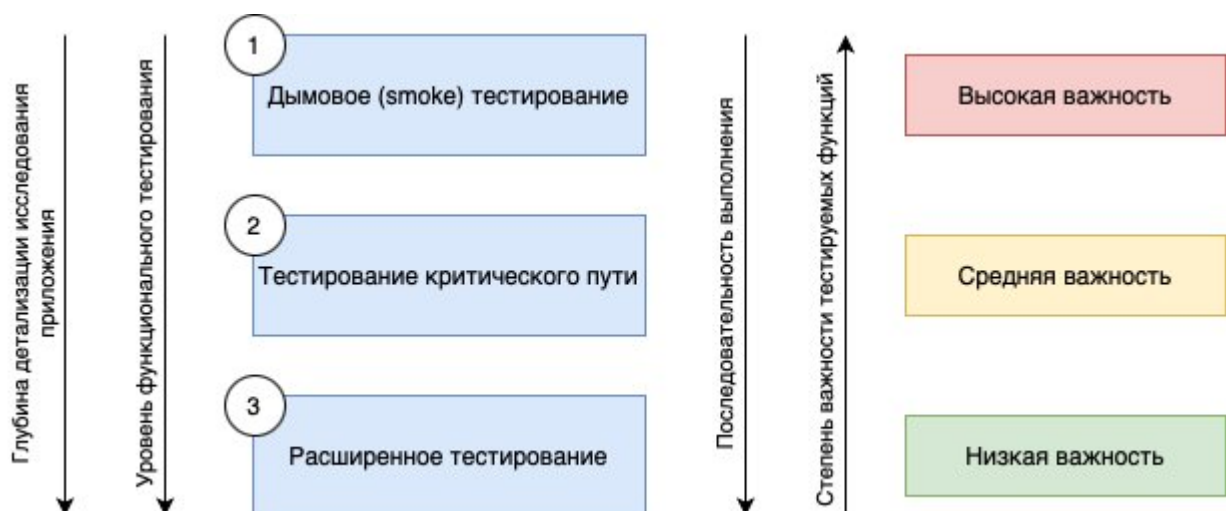 Глубина детализации исследования
приложения
Уровень функционального тестирования
1
Дымовое (smoke) тестирование
2
Тестирование критического пути
3
Расширенное тестирование
Последовательность выполнения
Степень важности тестируемых функций
Высокая важность
Средняя важность
Низкая важность